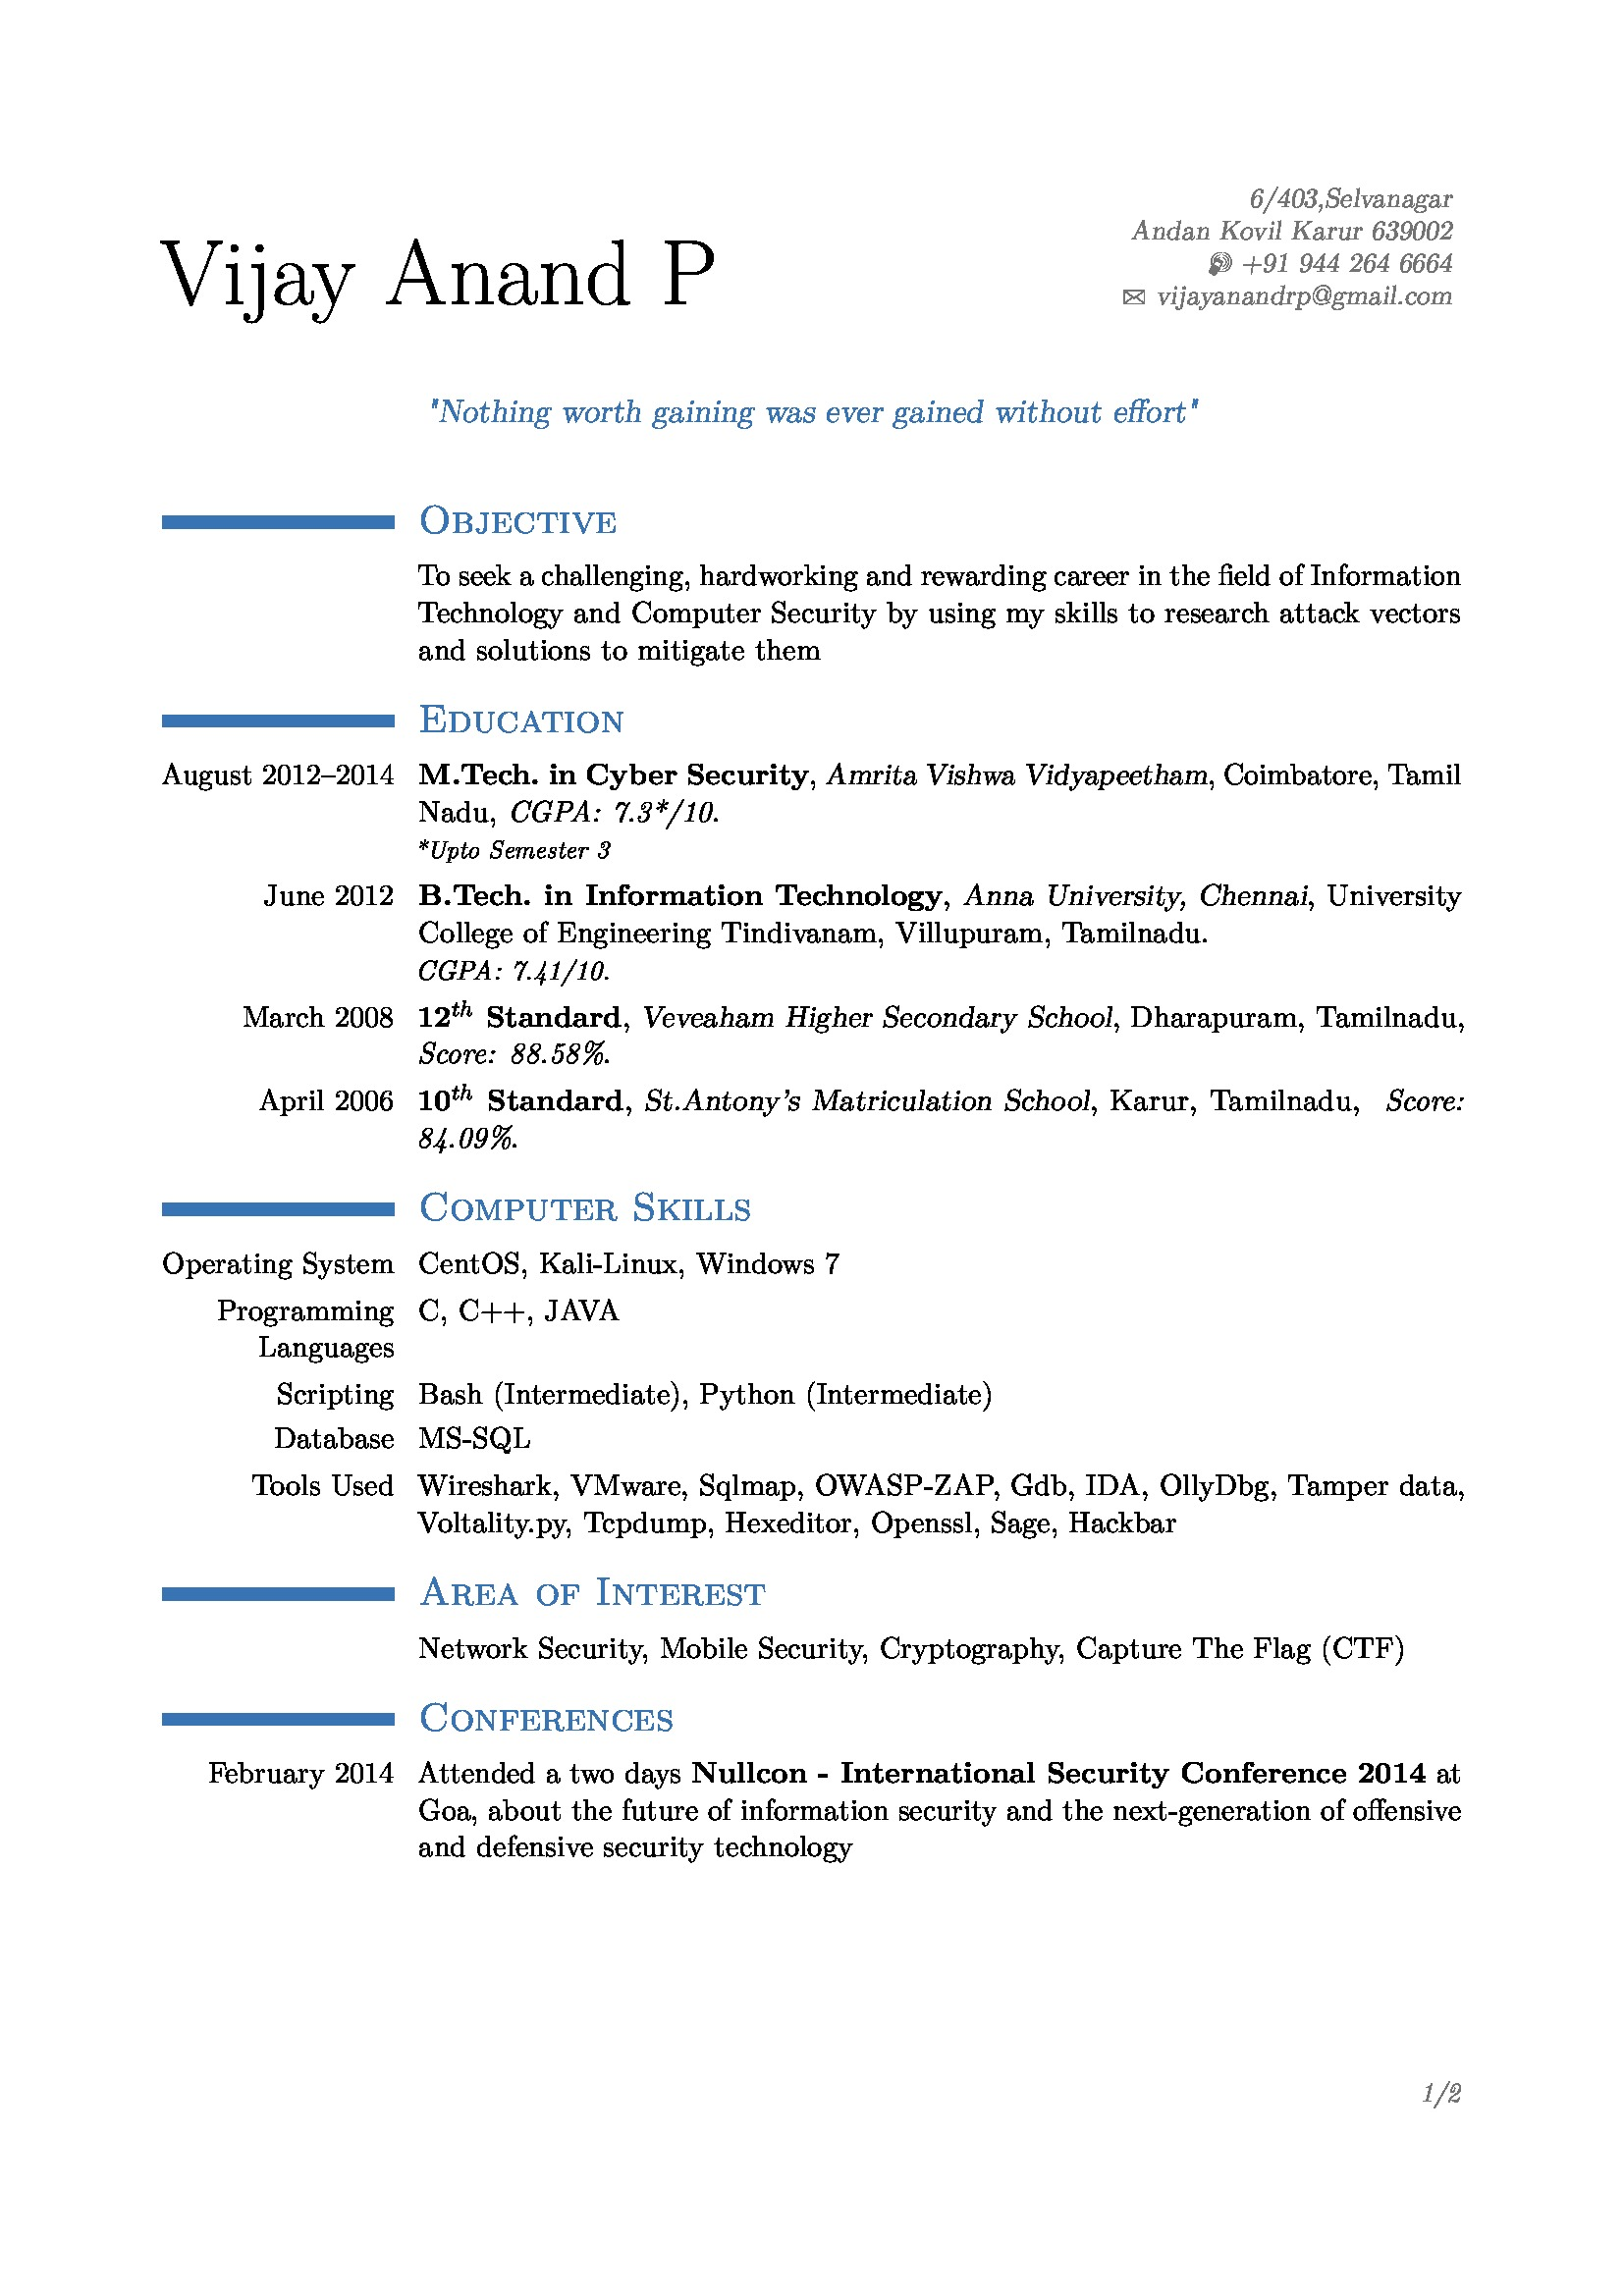 Vijay Anand P
6/403,Selvanagar
Andan Kovil Karur 639002
+91 944 264 6664
vijayanandrp@gmail.com
"Nothing worth gaining was ever gained without effort"
Objective
To seek a challenging, hardworking and rewarding career in the field of Information
Technology and Computer Security by using my skills to research attack vectors
and solutions to mitigate them
Education
August 2012–2014 M.Tech. in Cyber Security, Amrita Vishwa Vidyapeetham, Coimbatore, Tamil
Nadu, CGPA: 7.3*/10.
*Upto Semester 3
June 2012 B.Tech. in Information Technology, Anna University, Chennai, University
College of Engineering Tindivanam, Villupuram, Tamilnadu.
CGPA: 7.41/10.
March 2008 12th Standard, Veveaham Higher Secondary School, Dharapuram, Tamilnadu,
Score: 88.58%.
April 2006 10th Standard, St.Antony's Matriculation School, Karur, Tamilnadu, Score:
84.09%.
Computer Skills
Operating System CentOS, Kali-Linux, Windows 7
Programming C, C++, JAVA
Languages
Scripting Bash (Intermediate), Python (Intermediate)
Database MS-SQL
Tools Used Wireshark, VMware, Sqlmap, OWASP-ZAP, Gdb, IDA, OllyDbg, Tamper data,
Voltality.py, Tcpdump, Hexeditor, Openssl, Sage, Hackbar
Area of Interest
Network Security, Mobile Security, Cryptography, Capture The Flag (CTF)
Conferences
February 2014 Attended a two days Nullcon - International Security Conference 2014 at
Goa, about the future of information security and the next-generation of offensive
and defensive security technology
1/2